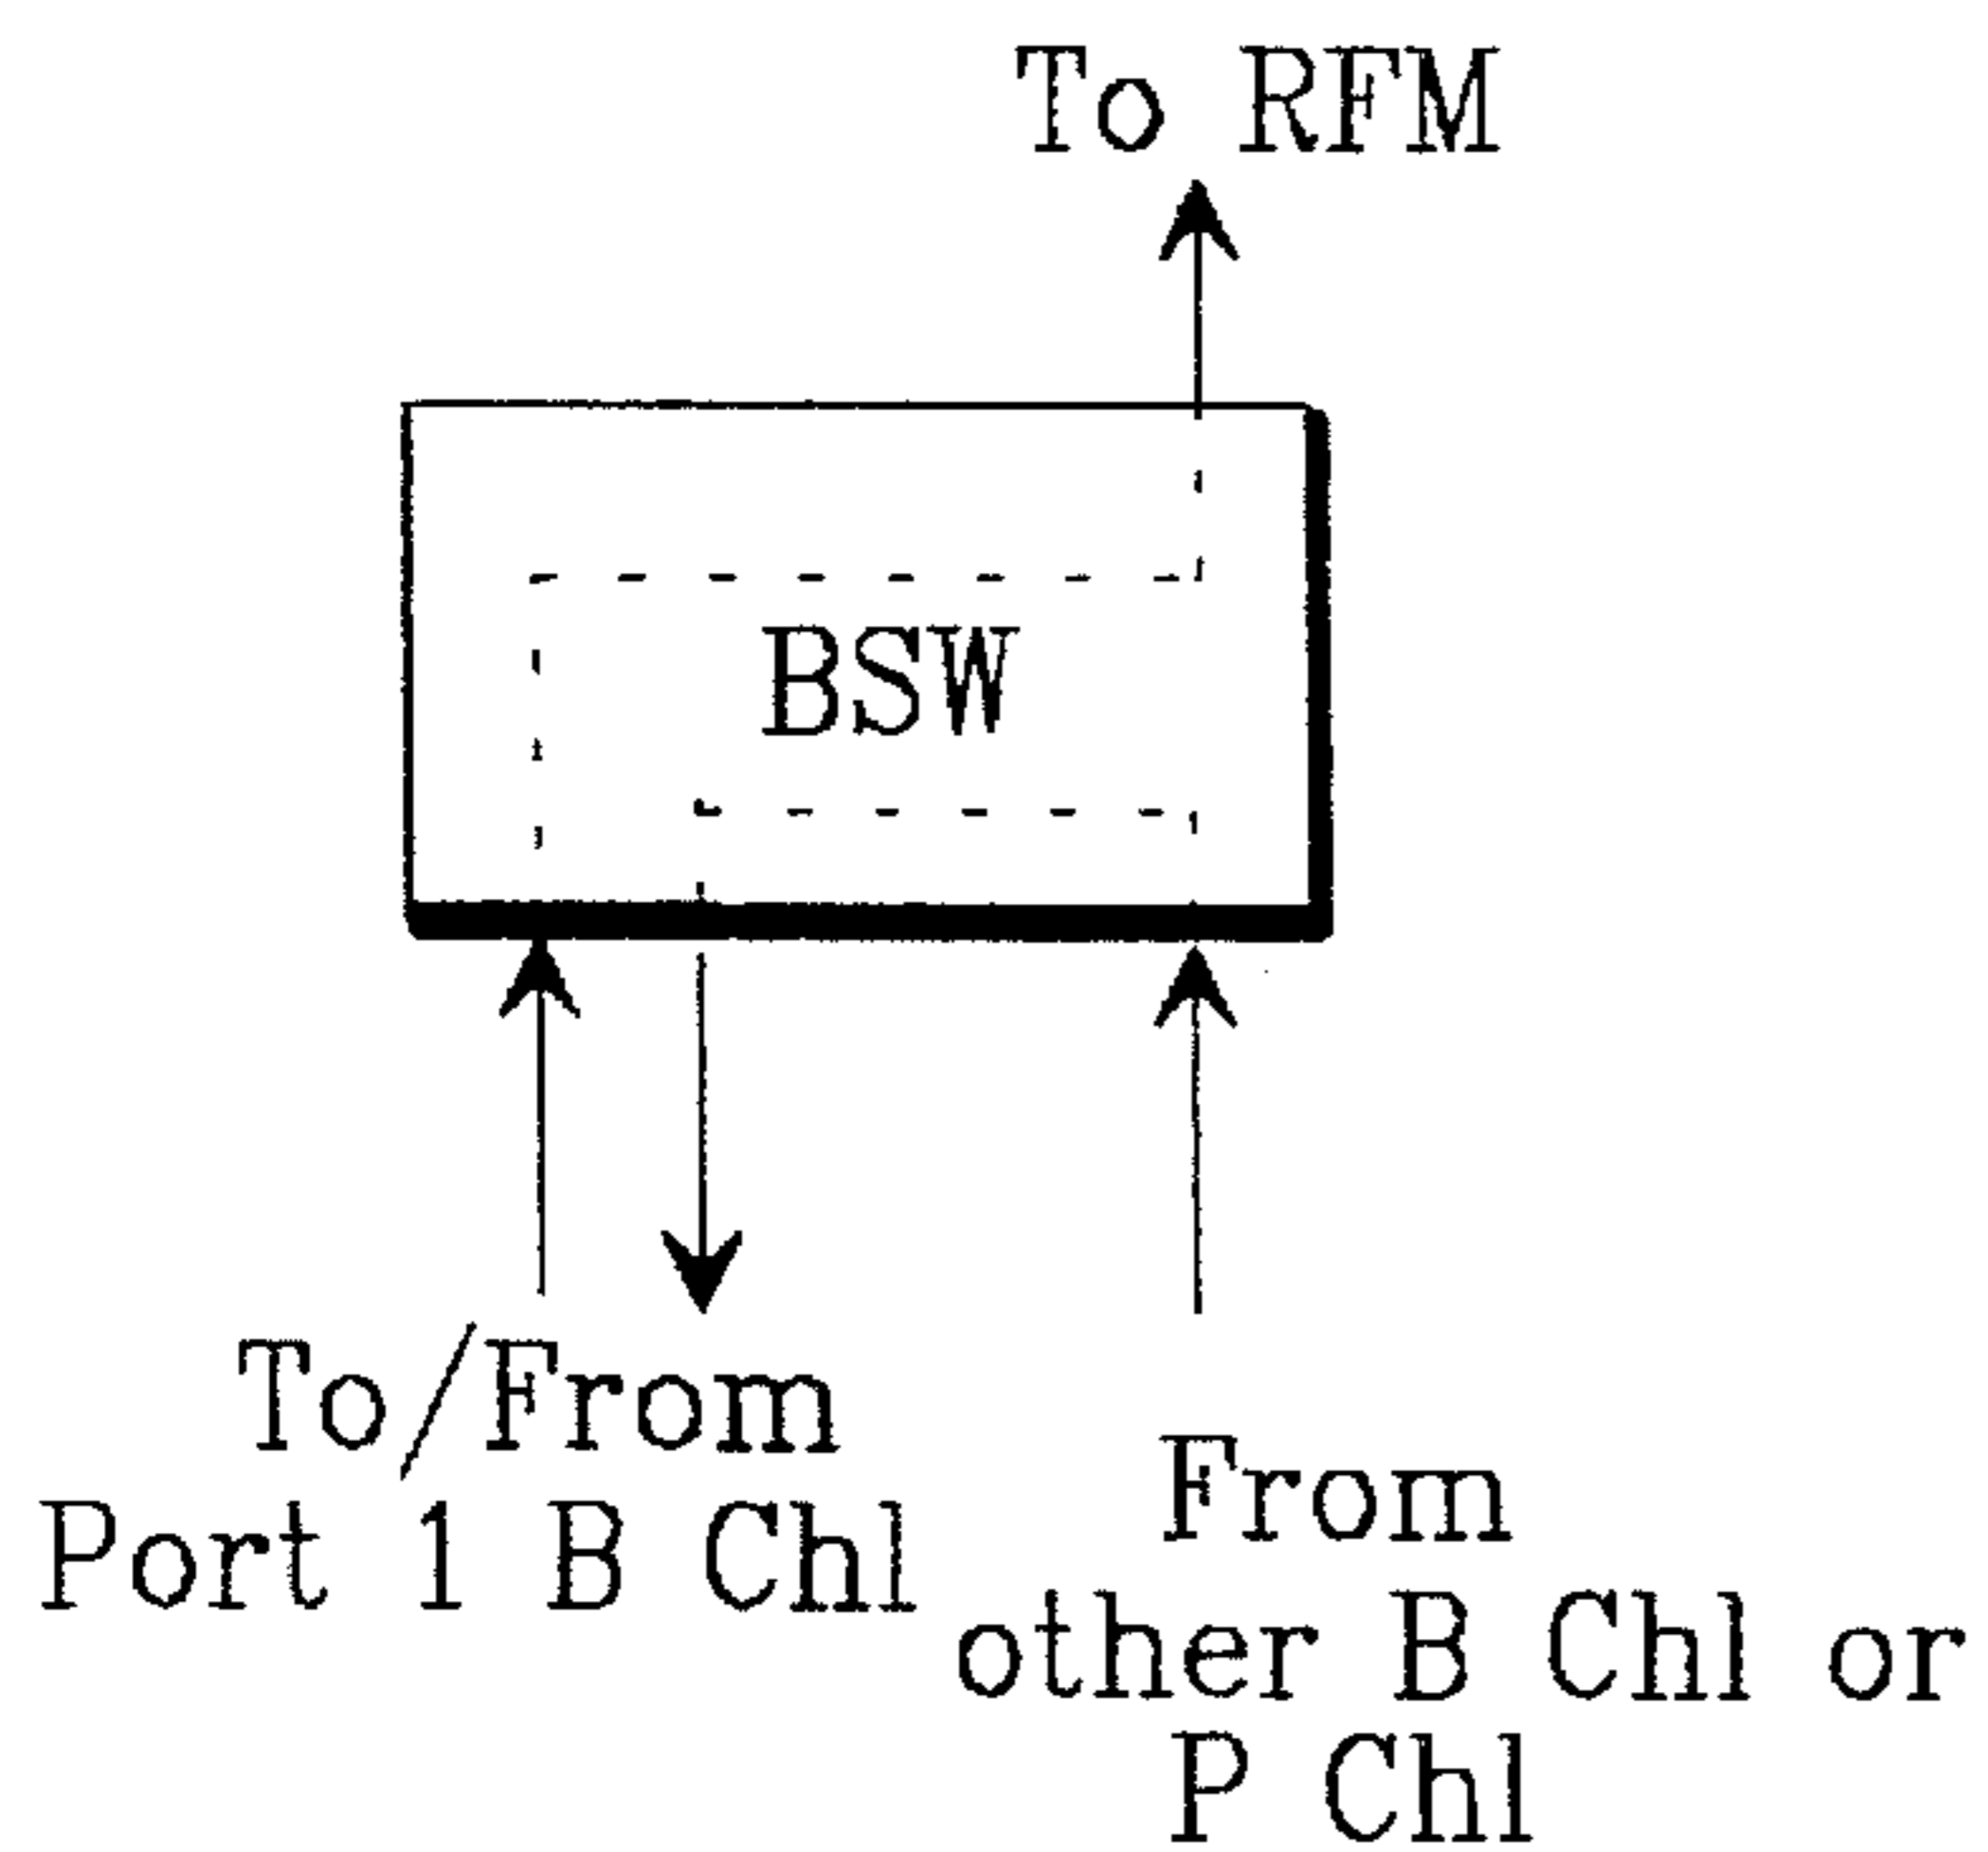 To RFM
BSW
To/From
Port 1 B Chl
From
other B Chl or
P Chl